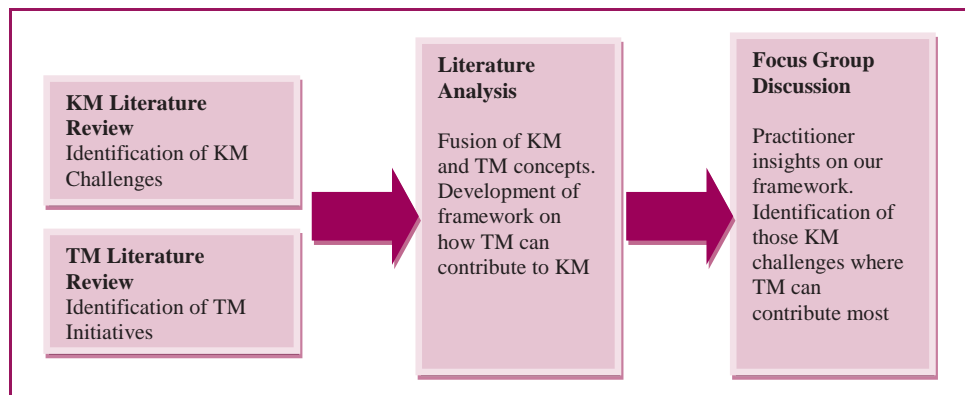 KM Literature
Review
Identification of KM
Challenges
TM Literature
Review
Identification of TM
Initiatives
Literature
Analysis
Fusion of KM
and TM concepts.
Development of
framework on
how TM can
contribute to KM
Focus Group
Discussion
Practitioner
insights on our
framework.
Identification of
those KM
challenges where
TM can
contribute most